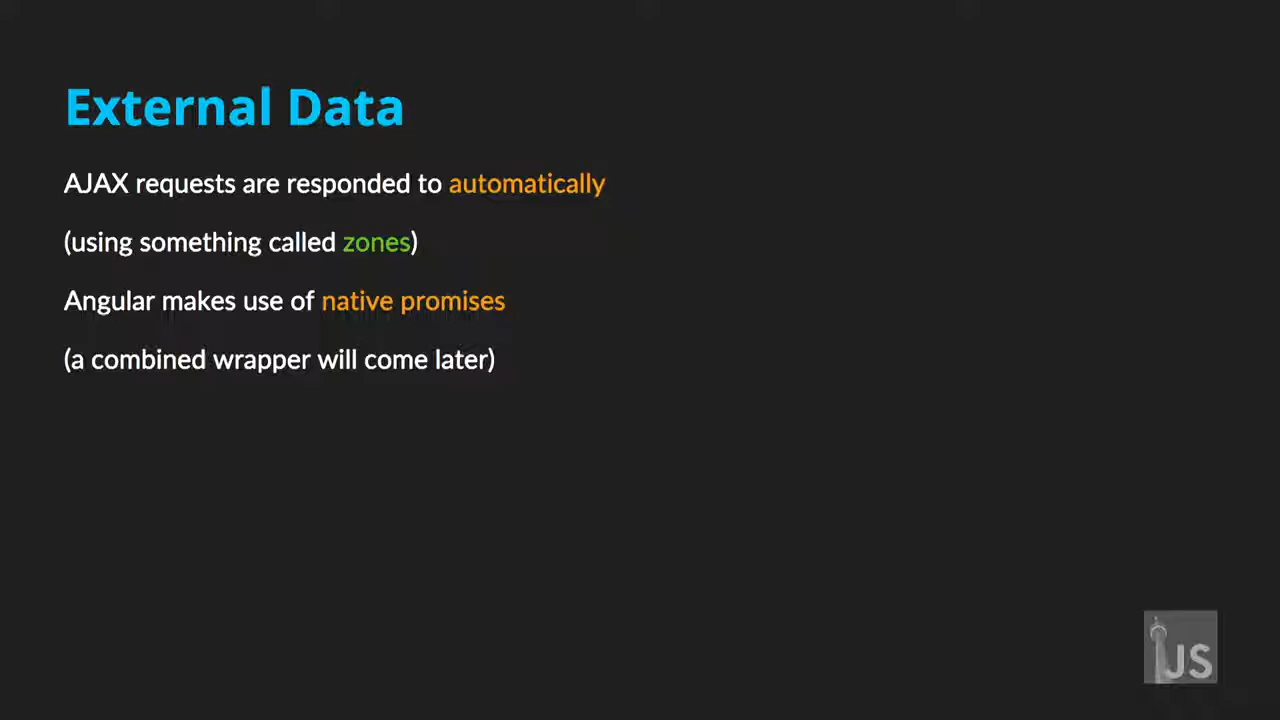 External Data
AJAX requests are responded to automatically
(using something called zones)
Angular makes use of native promises
(a combined wrapper will come later)
JS